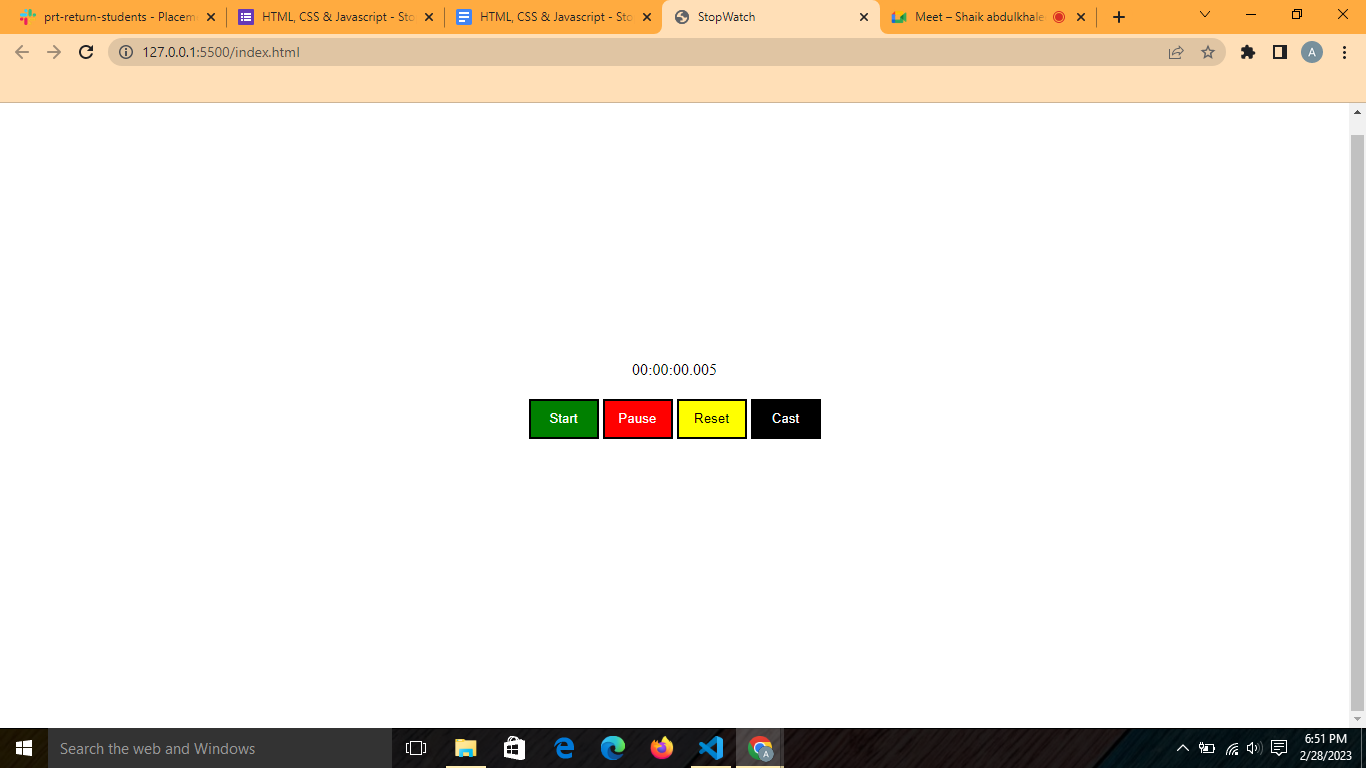 prt-return-students - Placem
HTML, CSS & Javascript - Sto
HTML, CSS & Javascript - Sto
StopWatch
Meet – Shaik abdulkhale
127.0.0.1:5500/index.html
A
00:00:00.005
Start
Pause
Reset
Cast
Search the web and Windows
A
6:51 PM
2/28/2023